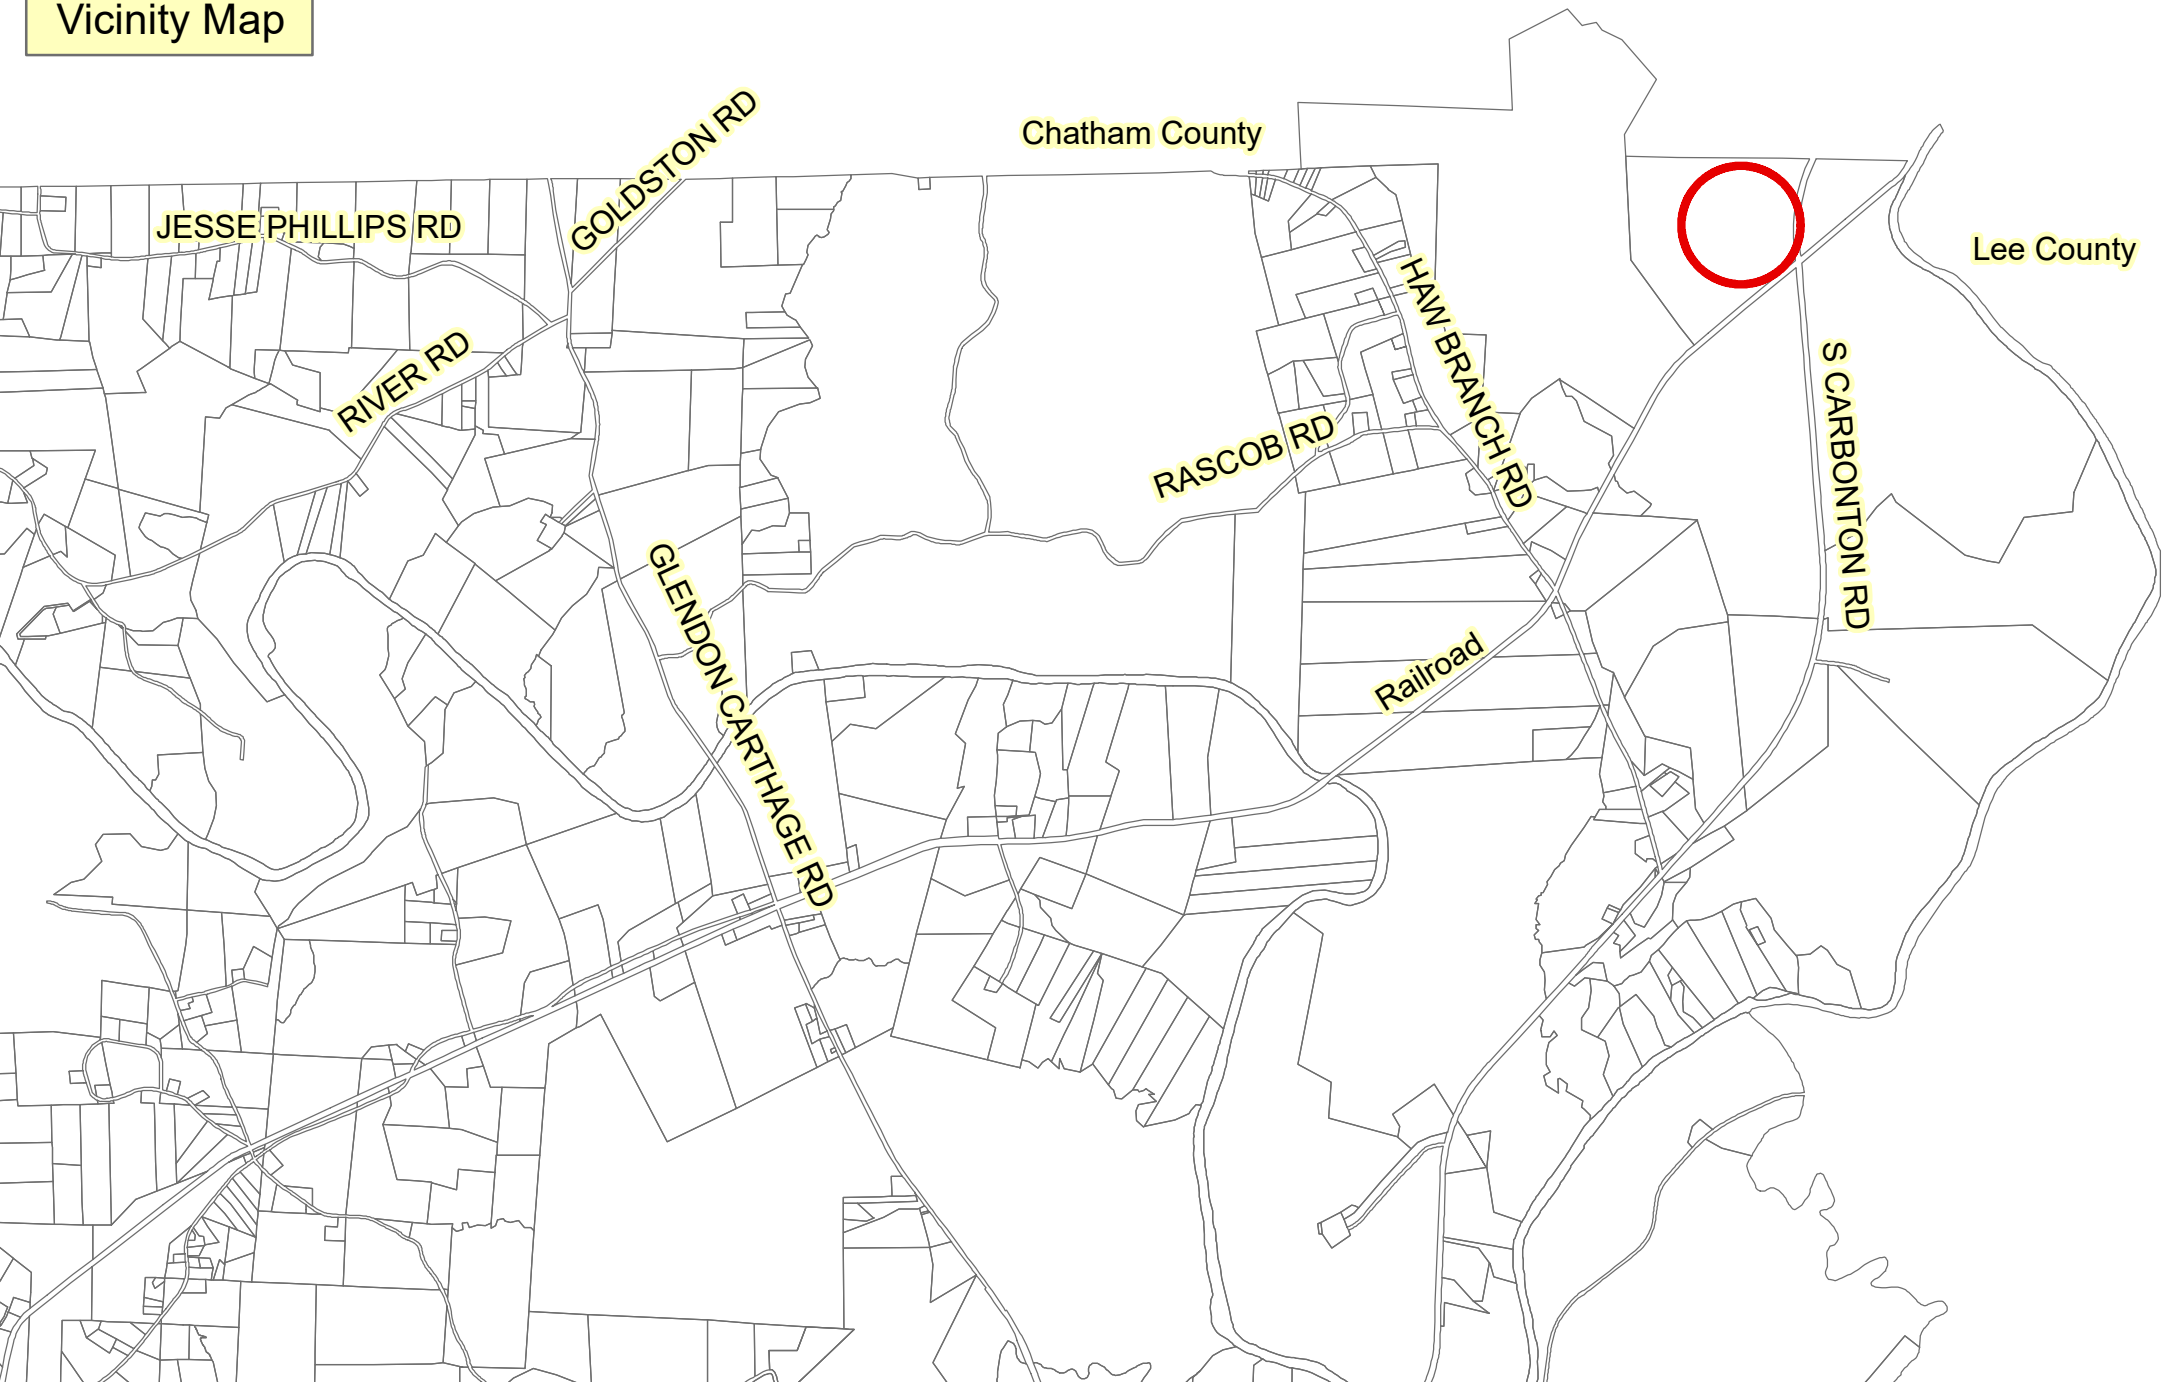 Vicinity Map
GOLDSTON RD
Chatham County
JESSE PHILLIPS RD
Lee County
HAW BRANCH RD
RIVER RD
S CARBONTON RD
RASCOB RD
GLENDON CARTHAGE RD
Railroad